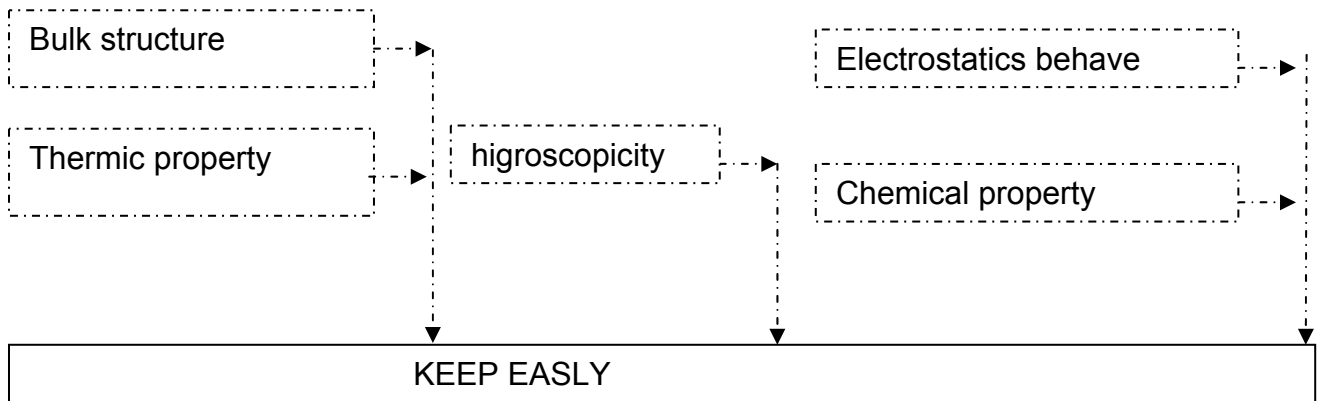 Bulk structure
Electrostatics behave
Thermic property
higroscopicity
Chemical property
KEEP EASLY